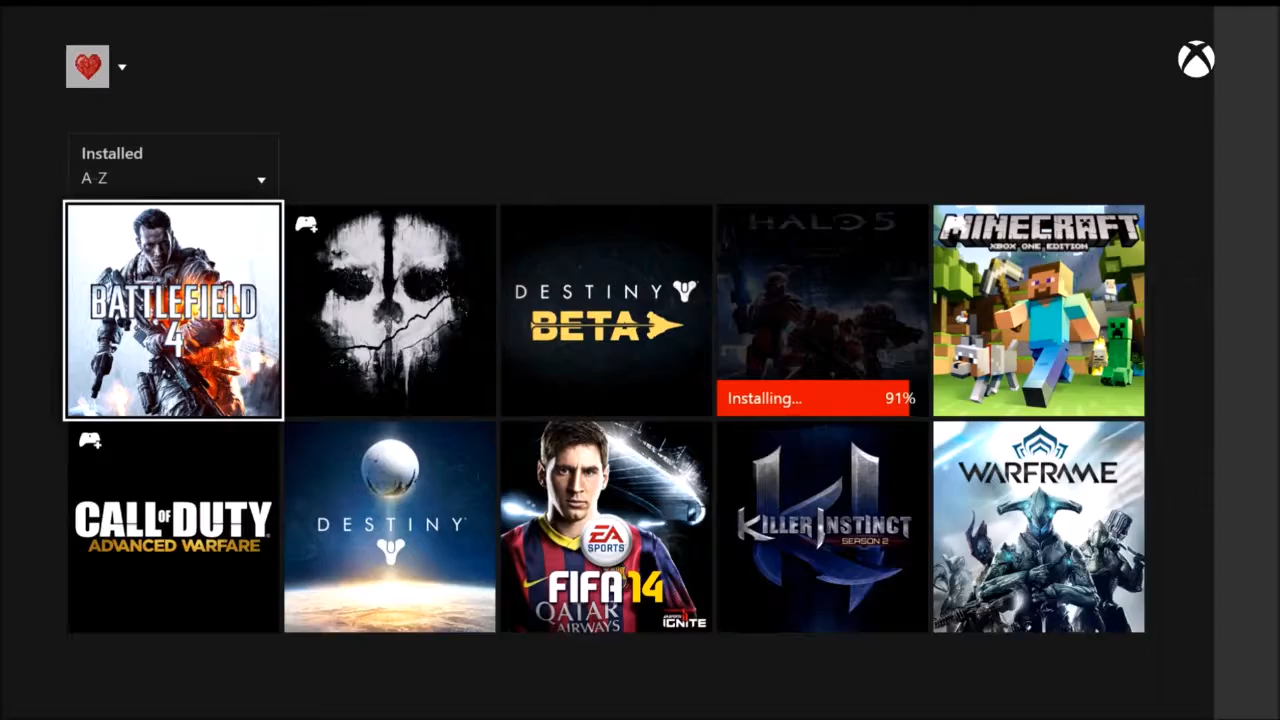 Installed
A-Z
BATTLEFIELD
4
DESTINY
BETA
HALO 5
Installing... 91%
MINECRAFT
XBOX ONE EDITION
CALL OF DUTY
ADVANCED WARFARE
DESTINY
EA
SPORTS
FIFA 14
QATAR
AIRWAYS
IGNITE
KILLER INSTINCT
SEASON 2
WARFRAME